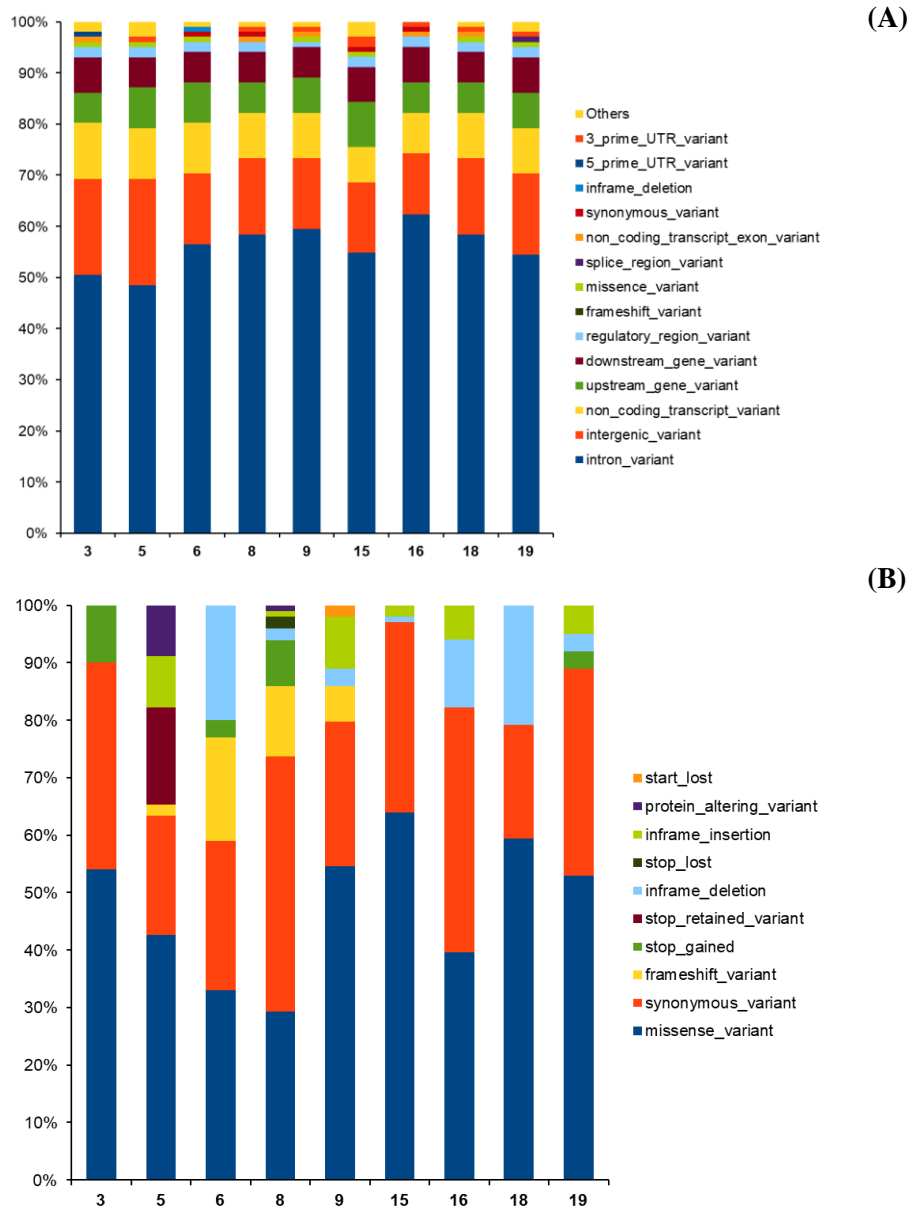 (A)
100%
90%
80%
70%
60%
50%
40%
30%
20%
10%
0%
3 5 6 8 9 15 16 18 19
Others
3_prime_UTR_variant
5_prime_UTR_variant
inframe_deletion
synonymous_variant
non_coding_transcript_exon_variant
splice_region_variant
missence_variant
frameshift_variant
regulatory_region_variant
downstream_gene_variant
upstream_gene_variant
non_coding_transcript_variant
intergenic_variant
intron_variant
(B)
100%
90%
80%
70%
60%
50%
40%
30%
20%
10%
0%
3 5 6 8 9 15 16 18 19
start_lost
protein_altering_variant
inframe_insertion
stop_lost
inframe_deletion
stop_retained_variant
stop_gained
frameshift_variant
synonymous_variant
missense_variant